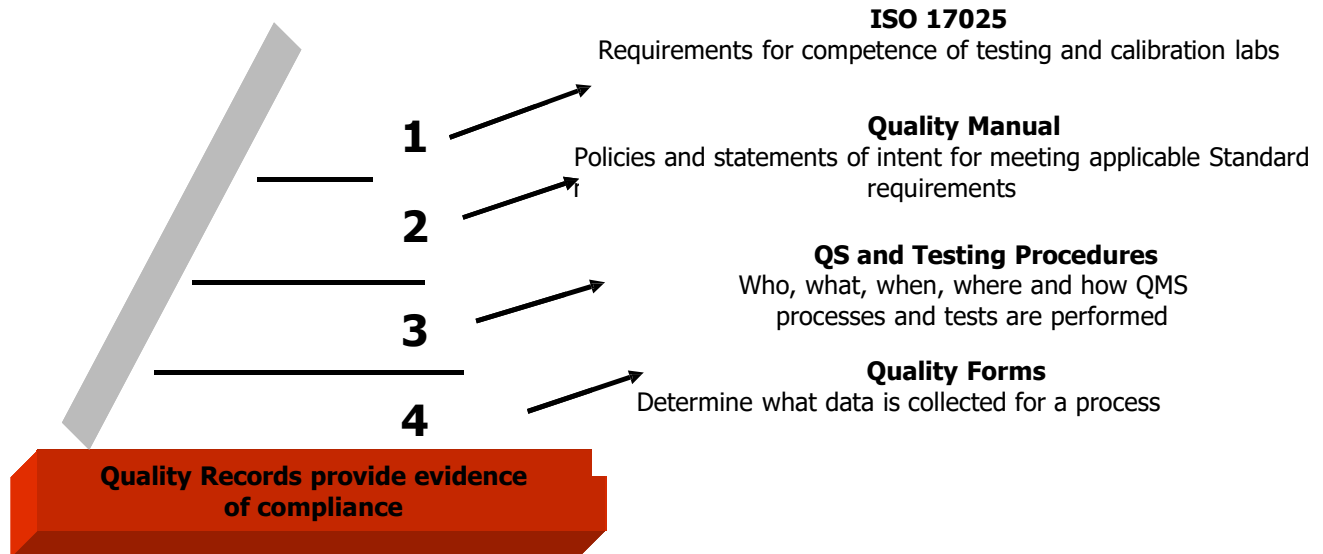 ISO 17025
Requirements for competence of testing and calibration labs
1
Quality Manual
Policies and statements of intent for meeting applicable Standard
requirements
2
QS and Testing Procedures
Who, what, when, where and how QMS
processes and tests are performed
3
Quality Forms
Determine what data is collected for a process
4
Quality Records provide evidence
of compliance